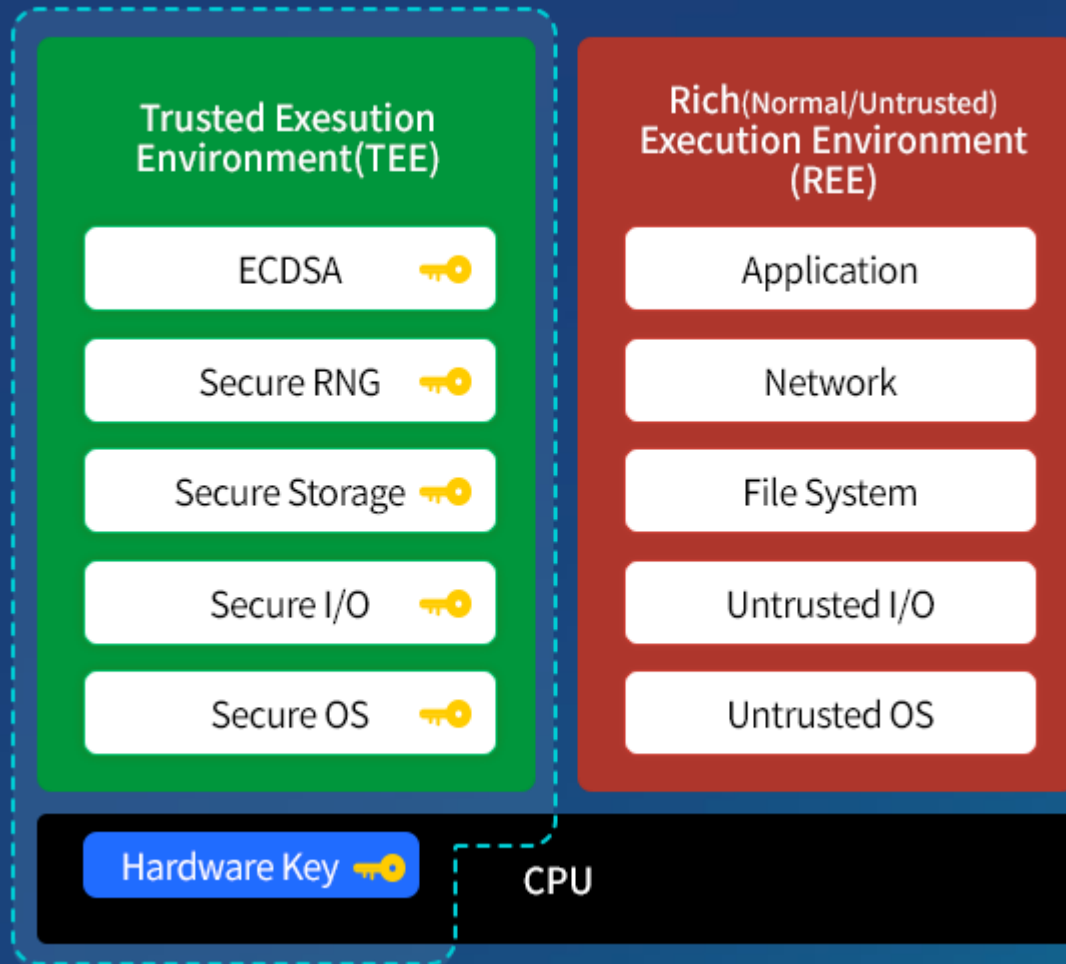 Trusted Exesution
Environment(TEE)
ECDSA
Secure RNG
Secure Storage
Secure I/O
Secure OS
Rich(Normal/Untrusted)
Execution Environment
(REE)
Application
Network
File System
Untrusted I/O
Untrusted OS
Hardware Key
CPU